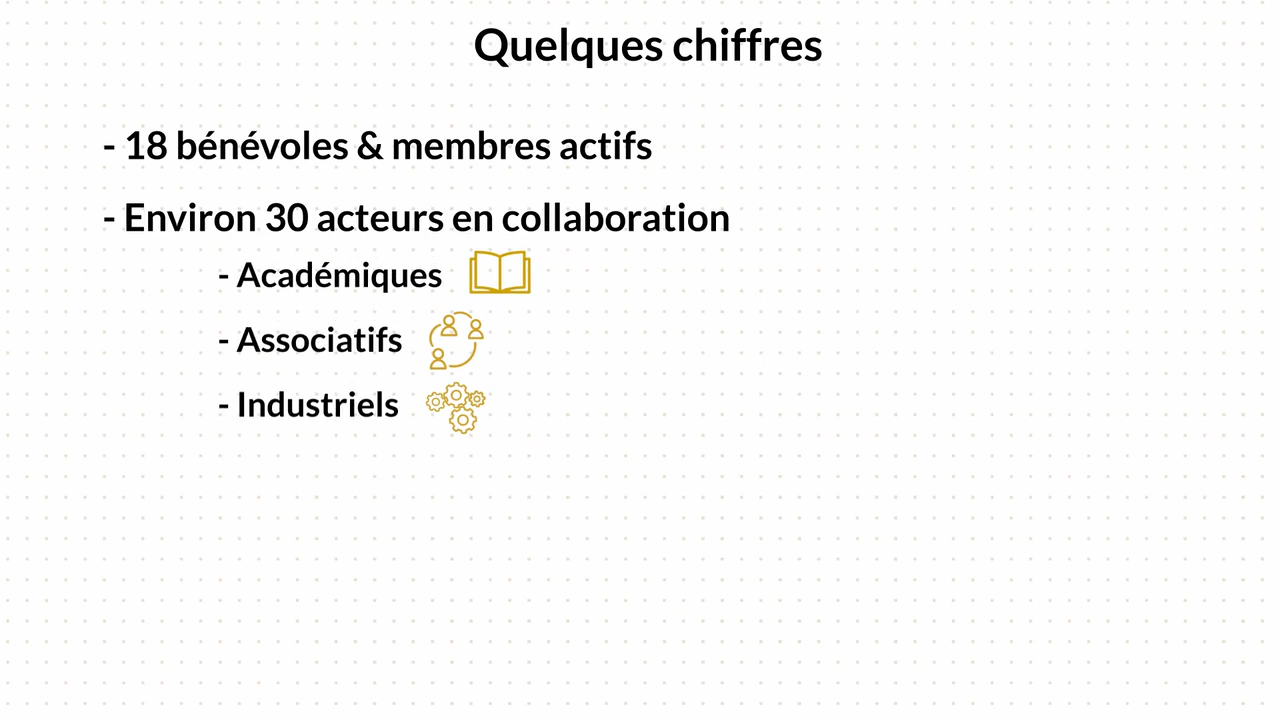 Quelques chiffres
- 18 bénévoles & membres actifs
- Environ 30 acteurs en collaboration
- Académiques
- Associatifs
- Industriels